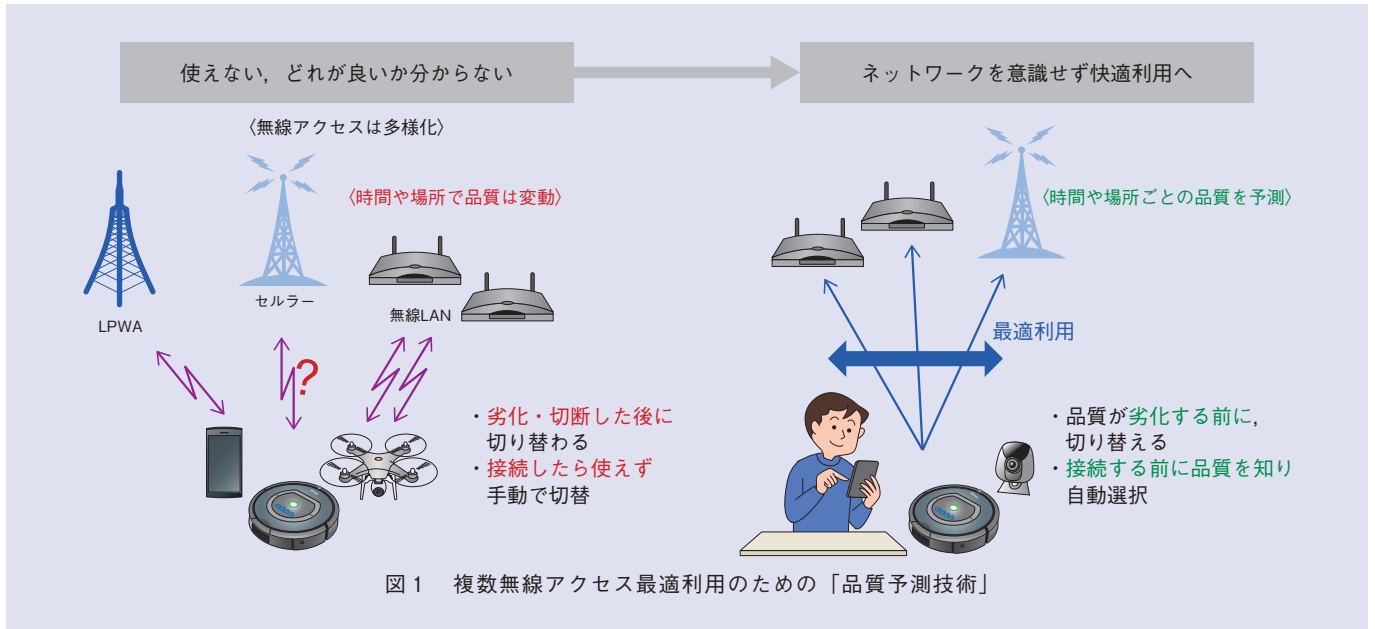 使えない，どれが良いか分からない
ネットワークを意識せず快適利用へ
〈無線アクセスは多様化〉
〈時間や場所で品質は変動〉
LPWA
セルラー
無線LAN
?
・劣化・切断した後に
切り替わる
・接続したら使えず
手動で切替
〈時間や場所ごとの品質を予測〉
最適利用
・品質が劣化する前に，
切り替える
・接続する前に品質を知り
自動選択
図1　複数無線アクセス最適利用のための「品質予測技術」